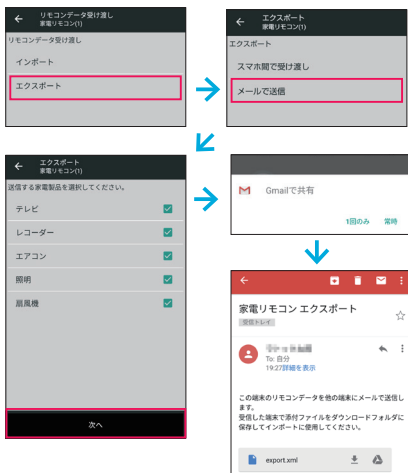 リモコンデータ受け渡し
家電リモコン(1)
リモコンデータ受け渡し
インポート
エクスポート
エクスポート
家電リモコン(1)
エクスポート
スマホ間で受け渡し
メールで送信
エクスポート
家電リモコン(1)
送信する家電製品を選択してください。
テレビ
レコーダー
エアコン
照明
扇風機
次へ
Gmailで共有
1回のみ 常時
家電リモコン エクスポート
受信トレイ
To: 自分
19:27詳細を表示
この端末のリモコンデータを他の端末にメールで送信し
ます。
受信した端末で添付ファイルをダウンロードフォルダに
保存してインポートに使用してください。
export.xml